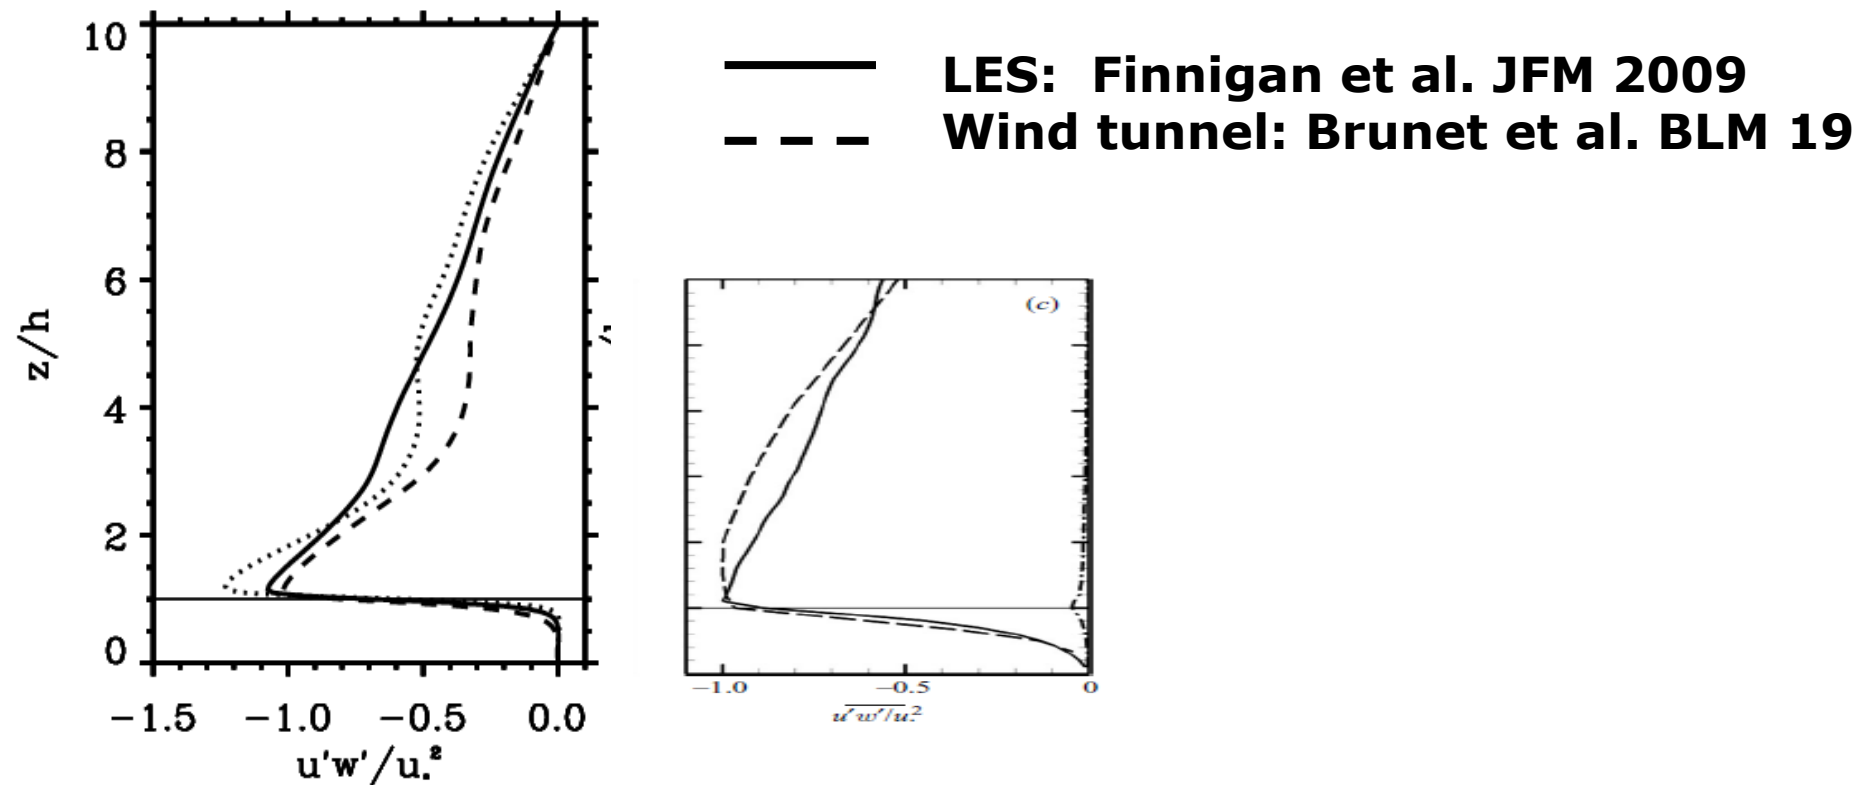 10
8
6
4
2
0
z/h
−1.5 −1.0 −0.5 0.0
u'w'/u.²
LES: Finnigan et al. JFM 2009
Wind tunnel: Brunet et al. BLM 19
(c)
−1.0 −0.5 0
u'w'/u.²